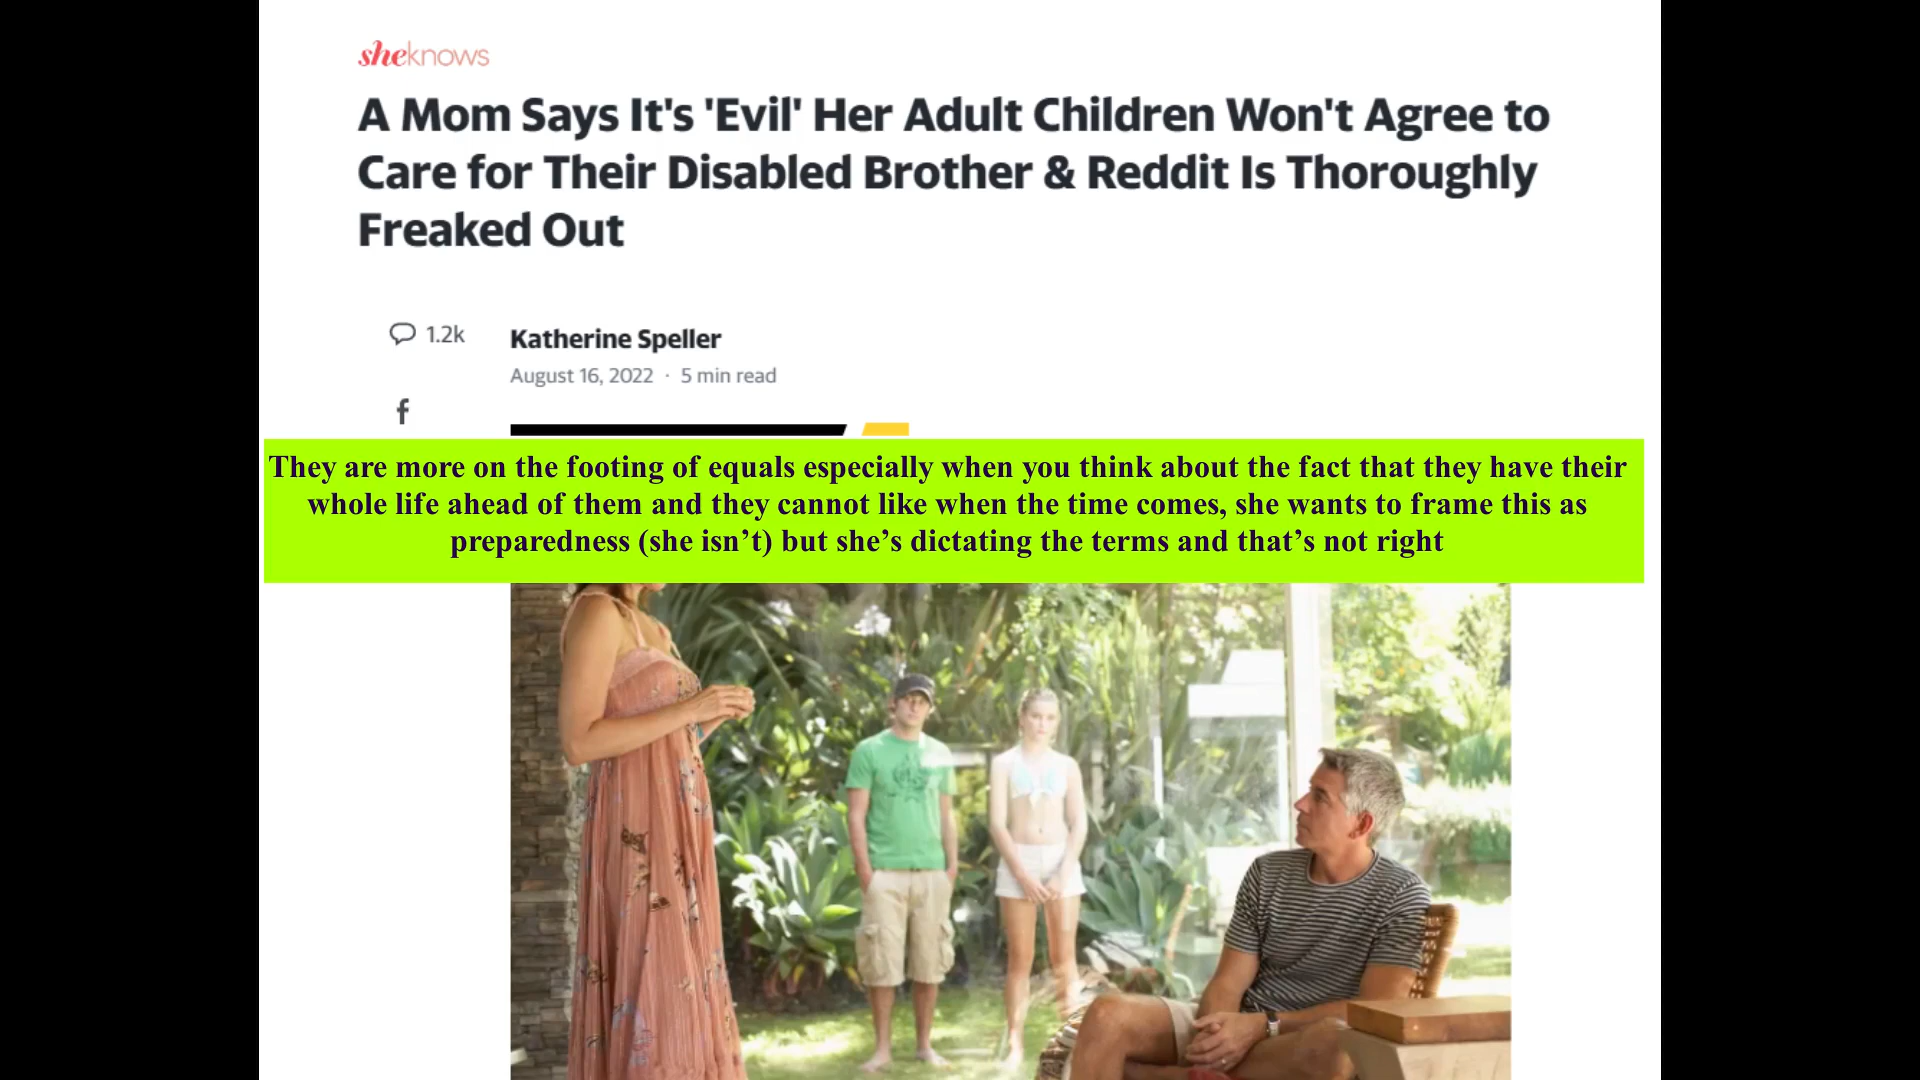 sheknows
A Mom Says It's 'Evil' Her Adult Children Won't Agree to
Care for Their Disabled Brother & Reddit Is Thoroughly
Freaked Out
1.2k
Katherine Speller
August 16, 2022 · 5 min read
f
They are more on the footing of equals especially when you think about the fact that they have their
whole life ahead of them and they cannot like when the time comes, she wants to frame this as
preparedness (she isn’t) but she’s dictating the terms and that’s not right